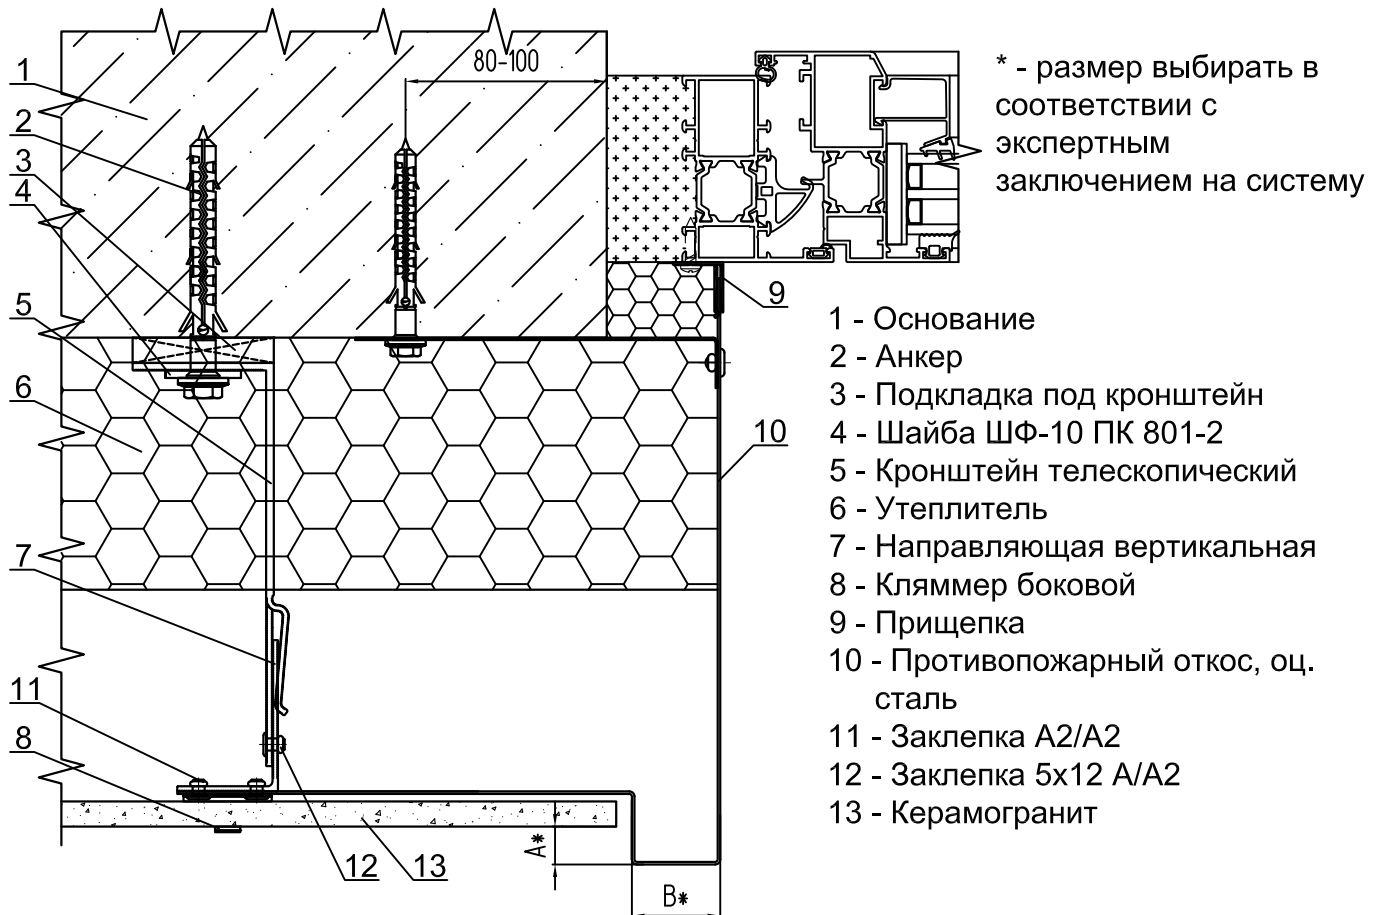 80-100
1
2
3
4
5
6
7
11
8
9
10
12
13
A*
B*
* - размер выбирать в
соответствии с
экспертным
заключением на систему
1 - Основание
2 - Анкер
3 - Подкладка под кронштейн
4 - Шайба ШФ-10 ПК 801-2
5 - Кронштейн телескопический
6 - Утеплитель
7 - Направляющая вертикальная
8 - Кляммер боковой
9 - Прищепка
10 - Противопожарный откос, оц.
сталь
11 - Заклепка А2/А2
12 - Заклепка 5х12 А/А2
13 - Керамогранит